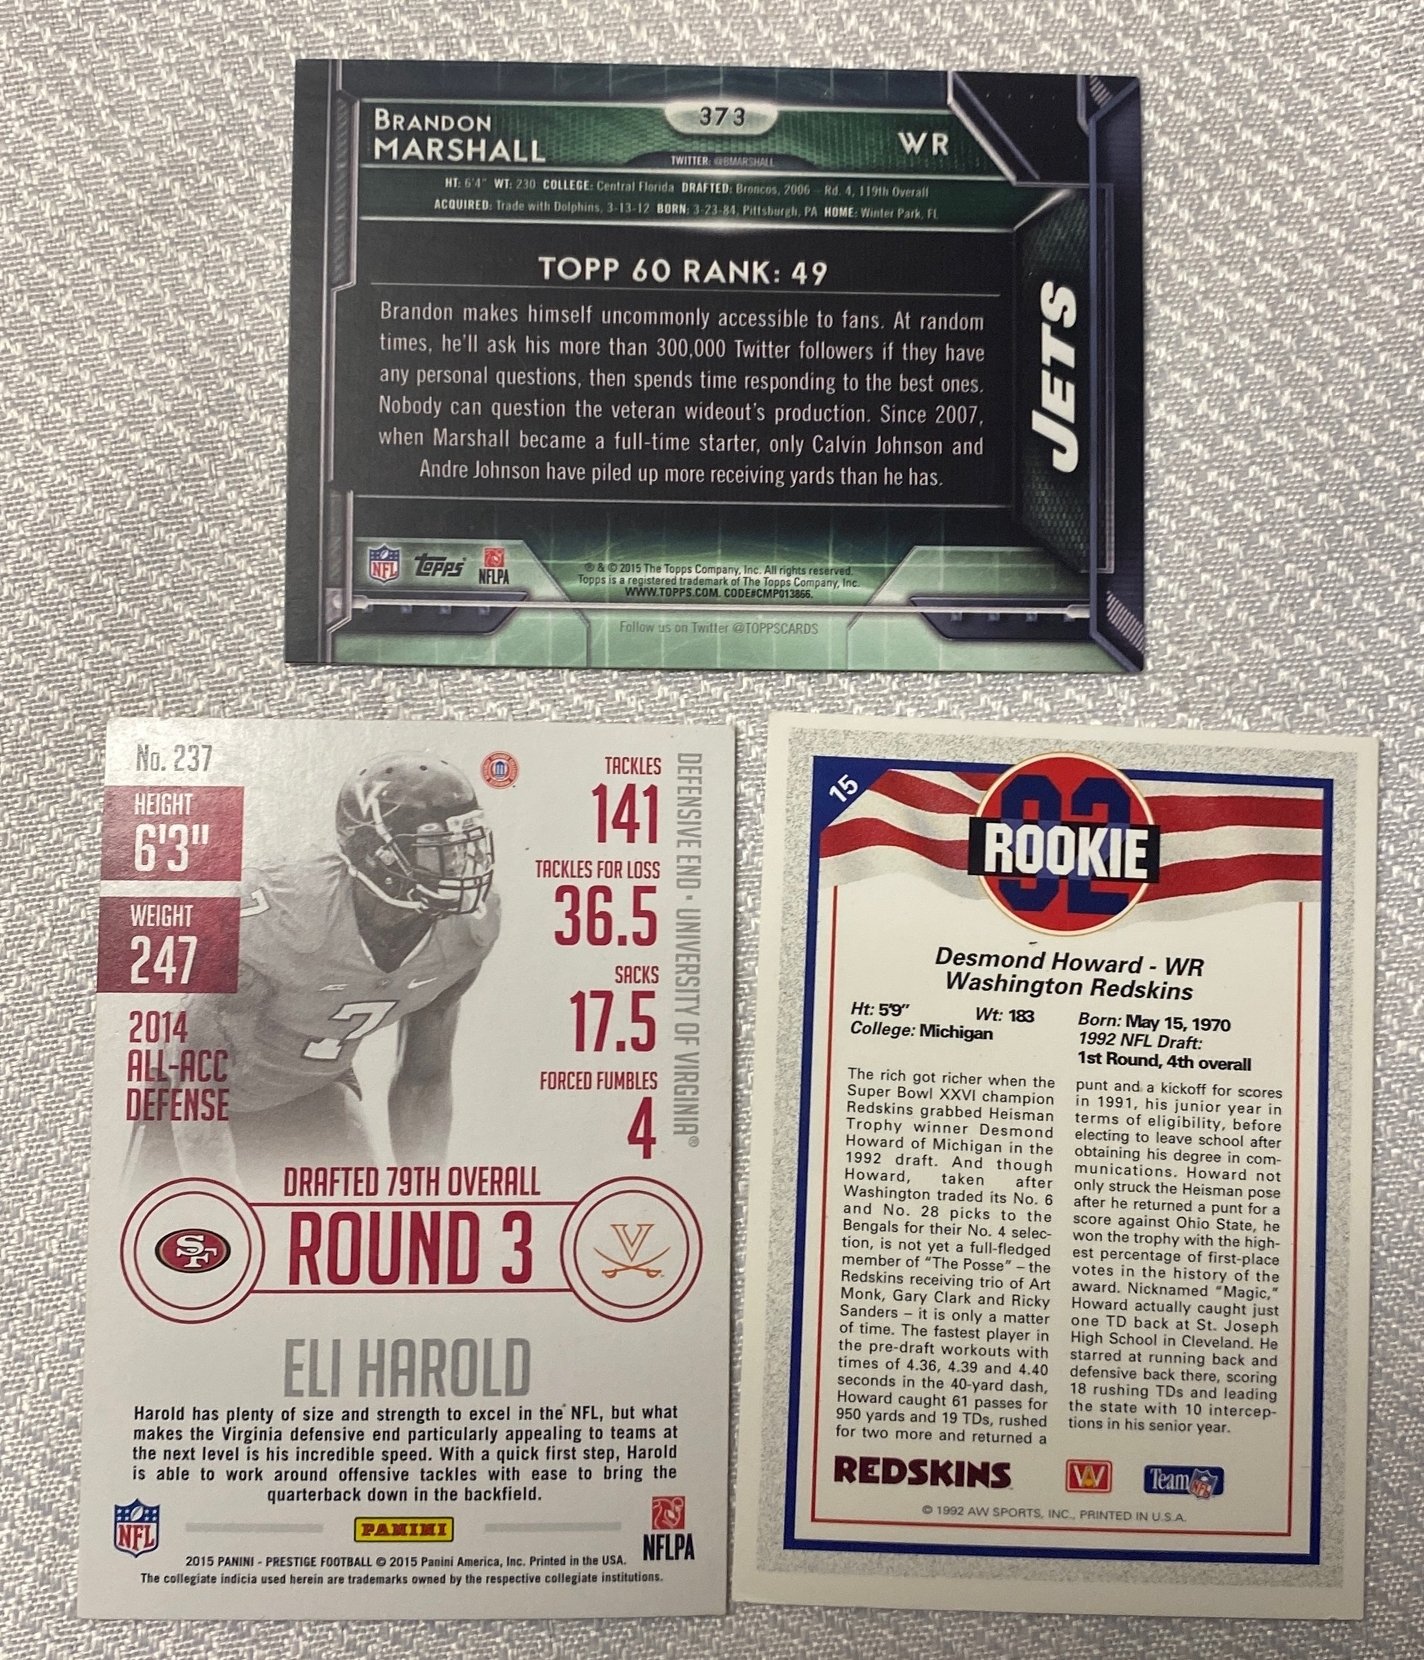 BRANDON
MARSHALL
373
TWITTER: @BMARSHALL
WR
HT: 6'4" WT: 230 COLLEGE: Central Florida DRAFTED: Broncos, 2006 – Rd. 4, 119th Overall
ACQUIRED: Trade with Dolphins, 3-13-12 BORN: 3-23-84, Pittsburgh, PA HOME: Winter Park, FL
JETS
TOPP 60 RANK: 49
Brandon makes himself uncommonly accessible to fans. At random
times, he'll ask his more than 300,000 Twitter followers if they have
any personal questions, then spends time responding to the best ones.
Nobody can question the veteran wideout's production. Since 2007,
when Marshall became a full-time starter, only Calvin Johnson and
Andre Johnson have piled up more receiving yards than he has.
NFL Topps NFLPA
® & © 2015 The Topps Company, Inc. All rights reserved.
Topps is a registered trademark of The Topps Company, Inc.
WWW.TOPPS.COM. CODE#CMP013866.
Follow us on Twitter @TOPPSCARDS
No. 237
HEIGHT
6'3"
WEIGHT
247
2014
ALL-ACC
DEFENSE
7
7
ACC
TACKLES
141
TACKLES FOR LOSS
36.5
SACKS
17.5
FORCED FUMBLES
4
DEFENSIVE END · UNIVERSITY OF VIRGINIA®
DRAFTED 79TH OVERALL
SF
ROUND 3
V
ELI HAROLD
Harold has plenty of size and strength to excel in the NFL, but what
makes the Virginia defensive end particularly appealing to teams at
the next level is his incredible speed. With a quick first step, Harold
is able to work around offensive tackles with ease to bring the
quarterback down in the backfield.
NFL
PANINI
NFLPA
2015 PANINI - PRESTIGE FOOTBALL © 2015 Panini America, Inc. Printed in the USA.
The collegiate indicia used herein are trademarks owned by the respective collegiate institutions.
15
92
ROOKIE
Desmond Howard - WR
Washington Redskins
Ht: 5'9" Wt: 183
College: Michigan
Born: May 15, 1970
1992 NFL Draft:
1st Round, 4th overall
The rich got richer when the
Super Bowl XXVI champion
Redskins grabbed Heisman
Trophy winner Desmond
Howard of Michigan in the
1992 draft. And though
Howard, taken after
Washington traded its No. 6
and No. 28 picks to the
Bengals for their No. 4 selec-
tion, is not yet a full-fledged
member of "The Posse" – the
Redskins receiving trio of Art
Monk, Gary Clark and Ricky
Sanders – it is only a matter
of time. The fastest player in
the pre-draft workouts with
times of 4.36, 4.39 and 4.40
seconds in the 40-yard dash,
Howard caught 61 passes for
950 yards and 19 TDs, rushed
for two more and returned a
punt and a kickoff for scores
in 1991, his junior year in
terms of eligibility, before
electing to leave school after
obtaining his degree in com-
munications. Howard not
only struck the Heisman pose
after he returned a punt for a
score against Ohio State, he
won the trophy with the high-
est percentage of first-place
votes in the history of the
award. Nicknamed "Magic,"
Howard actually caught just
one TD back at St. Joseph
High School in Cleveland. He
starred at running back and
defensive back there, scoring
18 rushing TDs and leading
the state with 10 intercep-
tions in his senior year.
REDSKINS
Team NFL
© 1992 AW SPORTS, INC., PRINTED IN U.S.A.